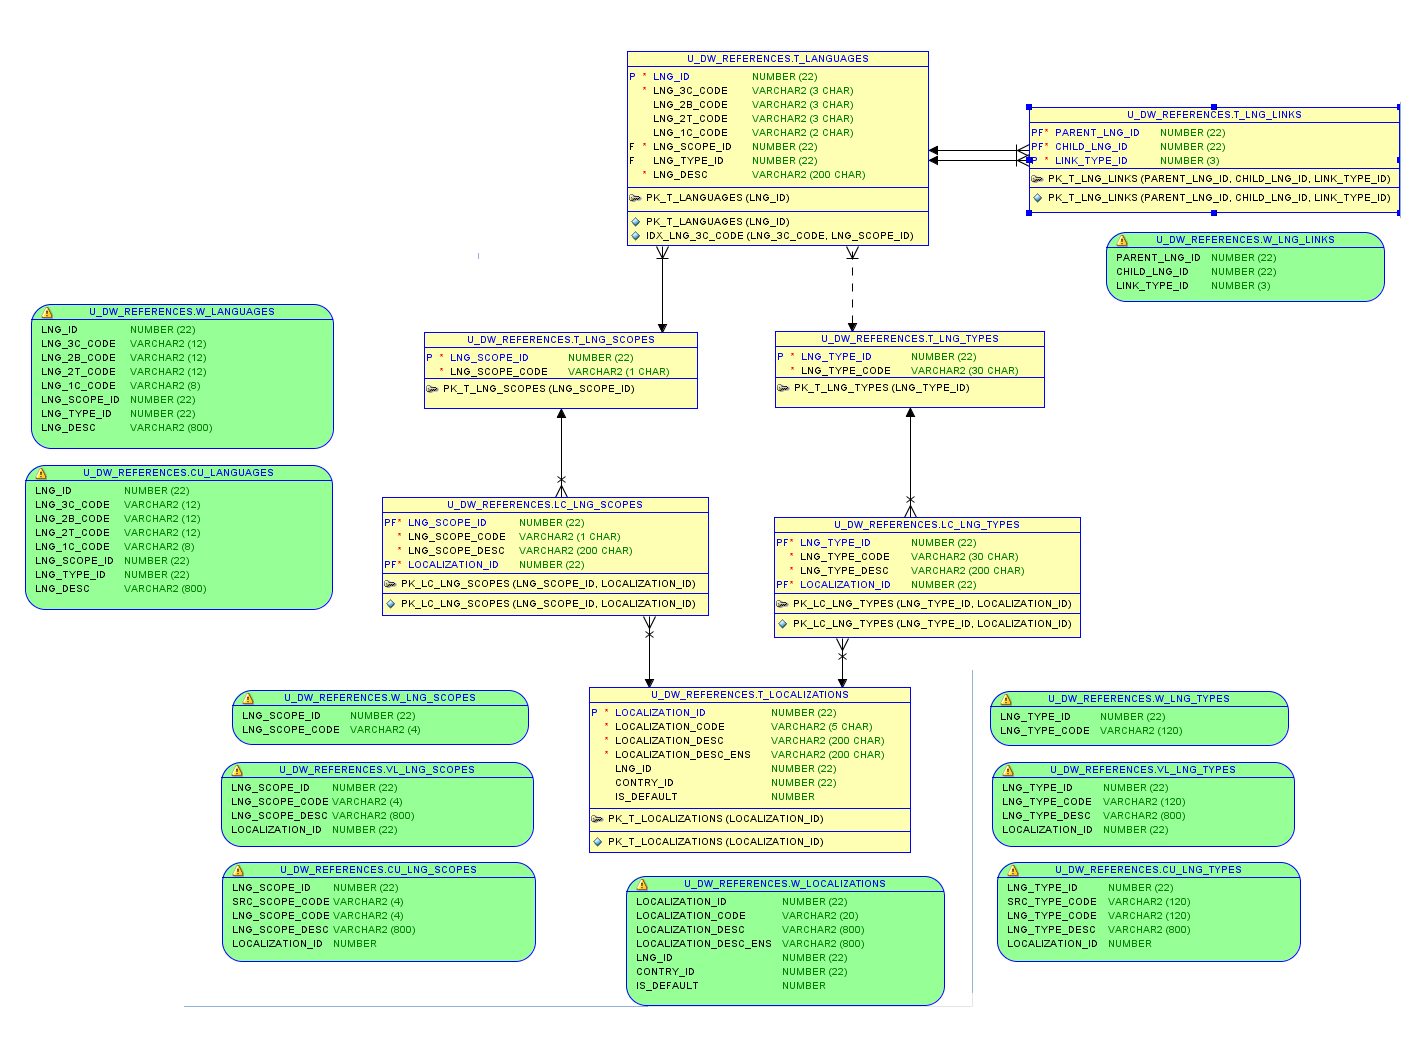 U_DW_REFERENCES.T_LANGUAGES
P * LNG_ID NUMBER (22)
* LNG_3C_CODE VARCHAR2 (3 CHAR)
LNG_2B_CODE VARCHAR2 (3 CHAR)
LNG_2T_CODE VARCHAR2 (3 CHAR)
LNG_1C_CODE VARCHAR2 (2 CHAR)
F * LNG_SCOPE_ID NUMBER (22)
F LNG_TYPE_ID NUMBER (22)
* LNG_DESC VARCHAR2 (200 CHAR)
PK_T_LANGUAGES (LNG_ID)
PK_T_LANGUAGES (LNG_ID)
IDX_LNG_3C_CODE (LNG_3C_CODE, LNG_SCOPE_ID)
U_DW_REFERENCES.T_LNG_LINKS
PF* PARENT_LNG_ID NUMBER (22)
PF* CHILD_LNG_ID NUMBER (22)
P * LINK_TYPE_ID NUMBER (3)
PK_T_LNG_LINKS (PARENT_LNG_ID, CHILD_LNG_ID, LINK_TYPE_ID)
PK_T_LNG_LINKS (PARENT_LNG_ID, CHILD_LNG_ID, LINK_TYPE_ID)
U_DW_REFERENCES.W_LNG_LINKS
PARENT_LNG_ID NUMBER (22)
CHILD_LNG_ID NUMBER (22)
LINK_TYPE_ID NUMBER (3)
U_DW_REFERENCES.W_LANGUAGES
LNG_ID NUMBER (22)
LNG_3C_CODE VARCHAR2 (12)
LNG_2B_CODE VARCHAR2 (12)
LNG_2T_CODE VARCHAR2 (12)
LNG_1C_CODE VARCHAR2 (8)
LNG_SCOPE_ID NUMBER (22)
LNG_TYPE_ID NUMBER (22)
LNG_DESC VARCHAR2 (800)
U_DW_REFERENCES.T_LNG_SCOPES
P * LNG_SCOPE_ID NUMBER (22)
* LNG_SCOPE_CODE VARCHAR2 (1 CHAR)
PK_T_LNG_SCOPES (LNG_SCOPE_ID)
U_DW_REFERENCES.T_LNG_TYPES
P * LNG_TYPE_ID NUMBER (22)
* LNG_TYPE_CODE VARCHAR2 (30 CHAR)
PK_T_LNG_TYPES (LNG_TYPE_ID)
U_DW_REFERENCES.CU_LANGUAGES
LNG_ID NUMBER (22)
LNG_3C_CODE VARCHAR2 (12)
LNG_2B_CODE VARCHAR2 (12)
LNG_2T_CODE VARCHAR2 (12)
LNG_1C_CODE VARCHAR2 (8)
LNG_SCOPE_ID NUMBER (22)
LNG_TYPE_ID NUMBER (22)
LNG_DESC VARCHAR2 (800)
U_DW_REFERENCES.LC_LNG_SCOPES
PF* LNG_SCOPE_ID NUMBER (22)
* LNG_SCOPE_CODE VARCHAR2 (1 CHAR)
* LNG_SCOPE_DESC VARCHAR2 (200 CHAR)
PF* LOCALIZATION_ID NUMBER (22)
PK_LC_LNG_SCOPES (LNG_SCOPE_ID, LOCALIZATION_ID)
PK_LC_LNG_SCOPES (LNG_SCOPE_ID, LOCALIZATION_ID)
U_DW_REFERENCES.LC_LNG_TYPES
PF* LNG_TYPE_ID NUMBER (22)
* LNG_TYPE_CODE VARCHAR2 (30 CHAR)
* LNG_TYPE_DESC VARCHAR2 (200 CHAR)
PF* LOCALIZATION_ID NUMBER (22)
PK_LC_LNG_TYPES (LNG_TYPE_ID, LOCALIZATION_ID)
PK_LC_LNG_TYPES (LNG_TYPE_ID, LOCALIZATION_ID)
U_DW_REFERENCES.W_LNG_SCOPES
LNG_SCOPE_ID NUMBER (22)
LNG_SCOPE_CODE VARCHAR2 (4)
U_DW_REFERENCES.VL_LNG_SCOPES
LNG_SCOPE_ID NUMBER (22)
LNG_SCOPE_CODE VARCHAR2 (4)
LNG_SCOPE_DESC VARCHAR2 (800)
LOCALIZATION_ID NUMBER (22)
U_DW_REFERENCES.CU_LNG_SCOPES
LNG_SCOPE_ID NUMBER (22)
SRC_SCOPE_CODE VARCHAR2 (4)
LNG_SCOPE_CODE VARCHAR2 (4)
LNG_SCOPE_DESC VARCHAR2 (800)
LOCALIZATION_ID NUMBER
U_DW_REFERENCES.T_LOCALIZATIONS
P * LOCALIZATION_ID NUMBER (22)
* LOCALIZATION_CODE VARCHAR2 (5 CHAR)
* LOCALIZATION_DESC VARCHAR2 (200 CHAR)
* LOCALIZATION_DESC_ENS VARCHAR2 (200 CHAR)
LNG_ID NUMBER (22)
CONTRY_ID NUMBER (22)
IS_DEFAULT NUMBER
PK_T_LOCALIZATIONS (LOCALIZATION_ID)
PK_T_LOCALIZATIONS (LOCALIZATION_ID)
U_DW_REFERENCES.W_LOCALIZATIONS
LOCALIZATION_ID NUMBER (22)
LOCALIZATION_CODE VARCHAR2 (20)
LOCALIZATION_DESC VARCHAR2 (800)
LOCALIZATION_DESC_ENS VARCHAR2 (800)
LNG_ID NUMBER (22)
CONTRY_ID NUMBER (22)
IS_DEFAULT NUMBER
U_DW_REFERENCES.W_LNG_TYPES
LNG_TYPE_ID NUMBER (22)
LNG_TYPE_CODE VARCHAR2 (120)
U_DW_REFERENCES.VL_LNG_TYPES
LNG_TYPE_ID NUMBER (22)
LNG_TYPE_CODE VARCHAR2 (120)
LNG_TYPE_DESC VARCHAR2 (800)
LOCALIZATION_ID NUMBER (22)
U_DW_REFERENCES.CU_LNG_TYPES
LNG_TYPE_ID NUMBER (22)
SRC_TYPE_CODE VARCHAR2 (120)
LNG_TYPE_CODE VARCHAR2 (120)
LNG_TYPE_DESC VARCHAR2 (800)
LOCALIZATION_ID NUMBER